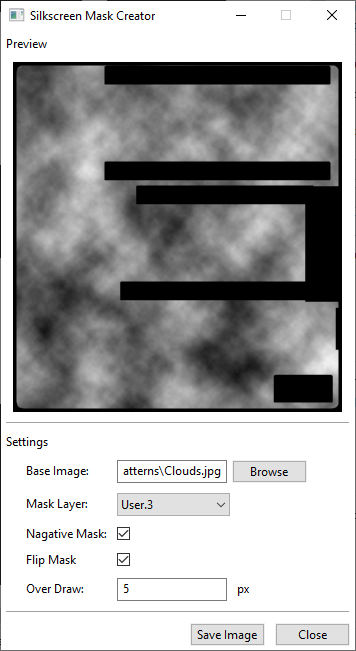 Silkscreen Mask Creator
Preview
Settings
Base Image: atterns\Clouds.jpg Browse
Mask Layer: User.3
Nagative Mask:
Flip Mask
Over Draw: 5 px
Save Image Close